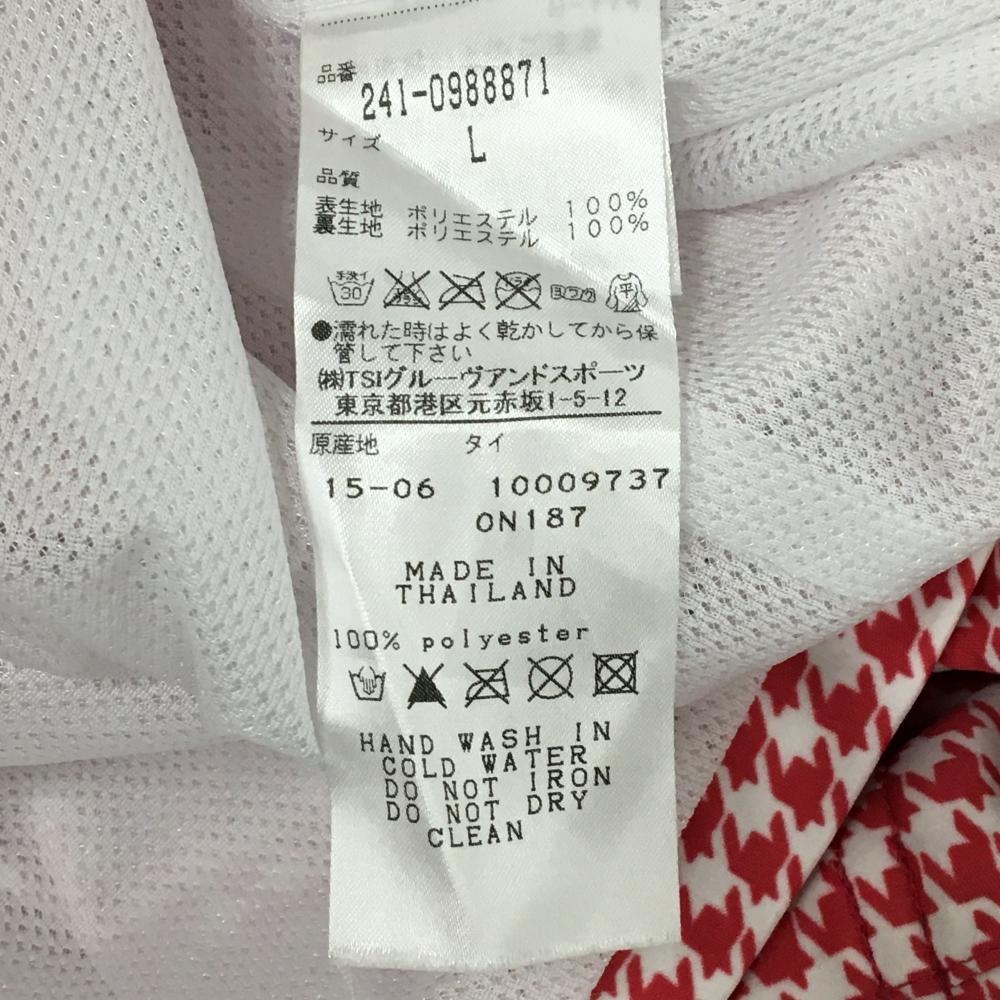 品番
241-0988871
サイズ
L
品質
表生地 ポリエステル 100%
裏生地 ポリエステル 100%
手洗イ
30
ヨワク
平
●濡れた時はよく乾かしてから保
管して下さい
(株)TSIグルーヴアンドスポーツ
東京都港区元赤坂1-5-12
原産地 タイ
15-06 10009737
0N187
MADE IN
THAILAND
100% polyester
HAND WASH IN
COLD WATER
DO NOT IRON
DO NOT DRY
CLEAN